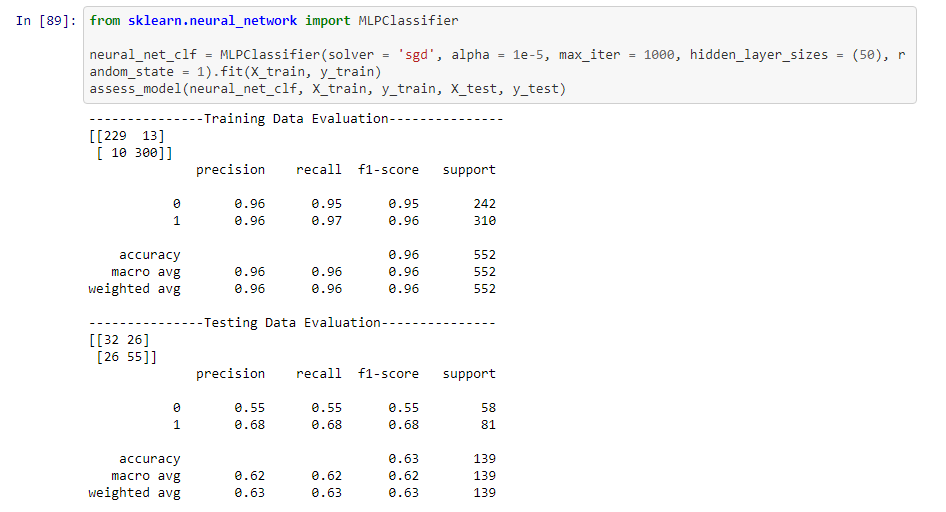 In [89]: from sklearn.neural_network import MLPClassifier
neural_net_clf = MLPClassifier(solver = 'sgd', alpha = 1e-5, max_iter = 1000, hidden_layer_sizes = (50), r
andom_state = 1).fit(X_train, y_train)
assess_model(neural_net_clf, X_train, y_train, X_test, y_test)
---------------Training Data Evaluation---------------
[[229  13]
 [ 10 300]]
              precision    recall  f1-score   support
           0       0.96      0.95      0.95       242
           1       0.96      0.97      0.96       310
    accuracy                           0.96       552
   macro avg       0.96      0.96      0.96       552
weighted avg       0.96      0.96      0.96       552
---------------Testing Data Evaluation---------------
[[32 26]
 [26 55]]
              precision    recall  f1-score   support
           0       0.55      0.55      0.55        58
           1       0.68      0.68      0.68        81
    accuracy                           0.63       139
   macro avg       0.62      0.62      0.62       139
weighted avg       0.63      0.63      0.63       139